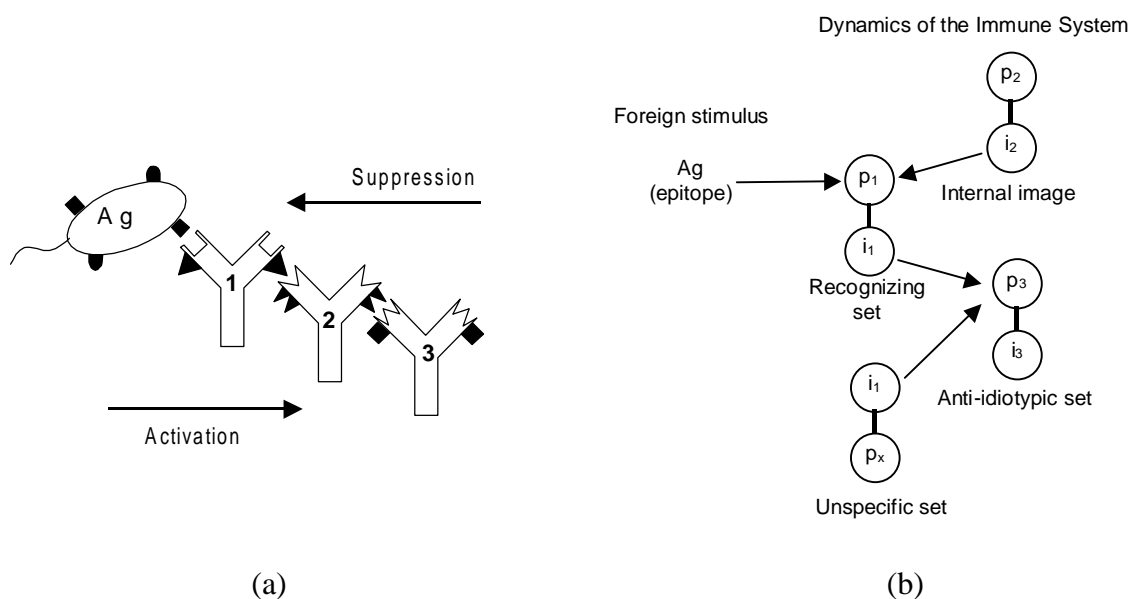 Suppression
Ag
1
2
3
Activation
(a)
Dynamics of the Immune System
p2
Foreign stimulus
i2
Ag
(epitope)
p1
Internal image
i1
Recognizing
set
p3
i3
i1
Anti-idiotypic set
px
Unspecific set
(b)